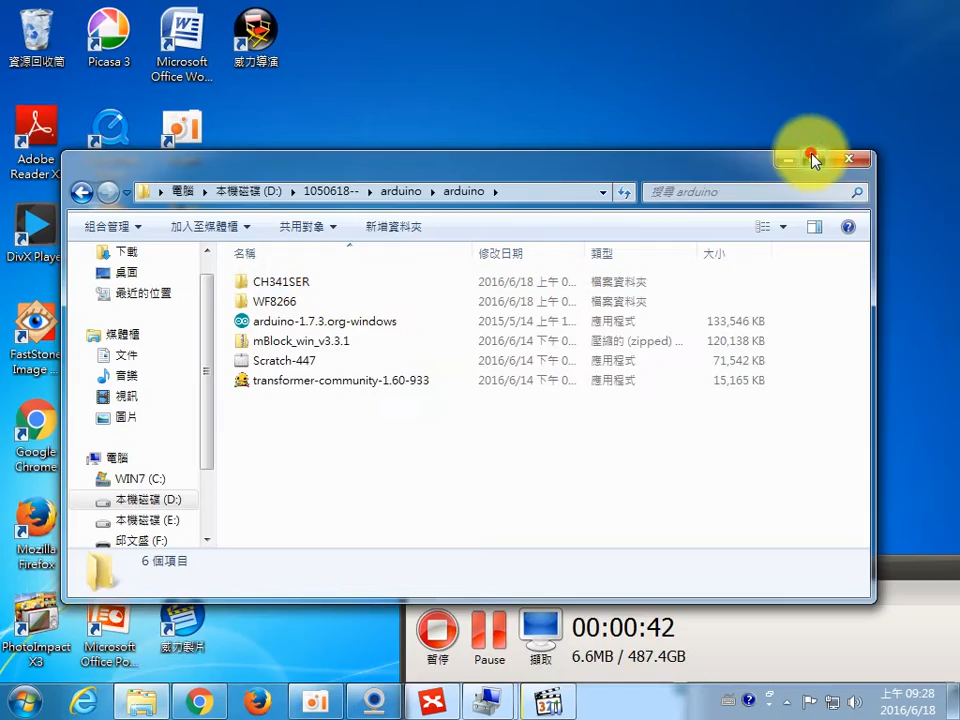 資源回收筒
Picasa 3
Microsoft
Office Wo...
威力導演
Adobe
Reader X
電腦 本機磁碟 (D:) 1050618-- arduino arduino
搜尋 arduino
組合管理 加入至媒體櫃 共用對象 新增資料夾
名稱 修改日期 類型 大小
下載
桌面
最近的位置
媒體櫃
文件
音樂
視訊
圖片
電腦
WIN7 (C:)
本機磁碟 (D:)
本機磁碟 (E:)
邱文盛 (F:)
CH341SER 2016/6/18 上午 0... 檔案資料夾
WF8266 2016/6/18 上午 0... 檔案資料夾
arduino-1.7.3.org-windows 2015/5/14 上午 1... 應用程式 133,546 KB
mBlock_win_v3.3.1 2016/6/14 下午 0... 壓縮的 (zipped) ... 120,138 KB
Scratch-447 2016/6/14 下午 0... 應用程式 71,542 KB
transformer-community-1.60-933 2016/6/14 下午 0... 應用程式 15,165 KB
6 個項目
DivX Playe
FastStone
Image ...
Google
Chrome
Mozilla
Firefox
PhotoImpact
X3
Microsoft
Office Po...
威力製片
暫停
Pause
擷取
00:00:42
6.6MB / 487.4GB
321
上午 09:28
2016/6/18